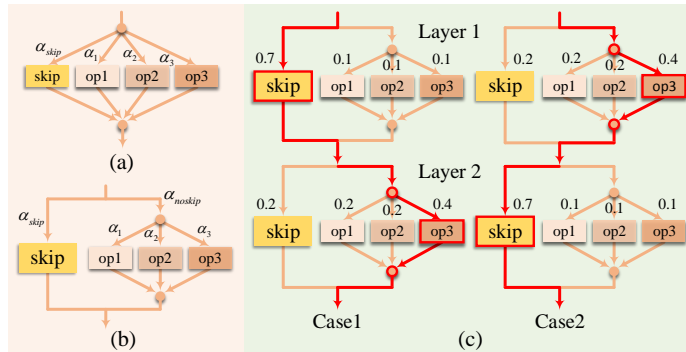 α_skip α_1 α_2 α_3
skip op1 op2 op3
(a)
α_skip α_noskip
α_1 α_2 α_3
skip op1 op2 op3
(b)
Layer 1
0.7 0.1 0.1 0.1
skip op1 op2 op3
0.2 0.2 0.2 0.4
skip op1 op2 op3
Layer 2
0.2 0.2 0.2 0.4
skip op1 op2 op3
0.7 0.1 0.1 0.1
skip op1 op2 op3
Case1 (c) Case2